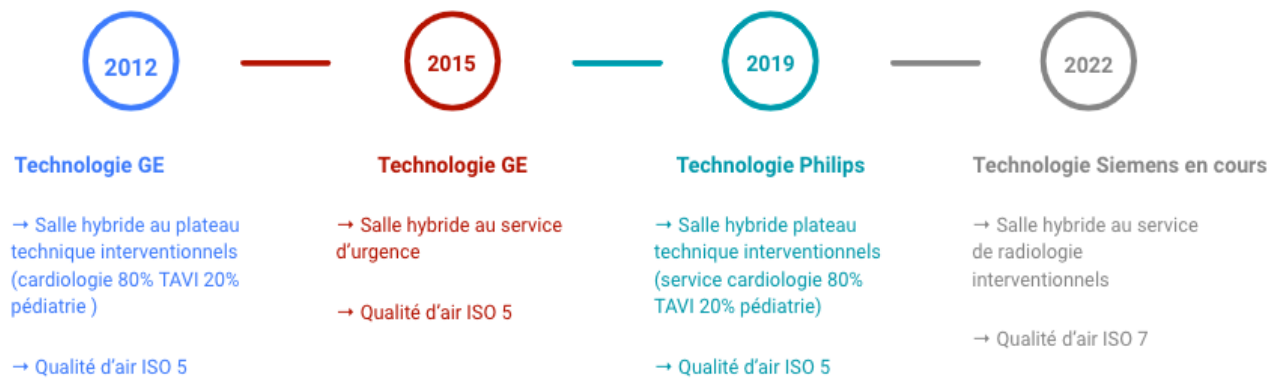 2012
2015
2019
2022
Technologie GE
→ Salle hybride au plateau
technique interventionnels
(cardiologie 80% TAVI 20%
pédiatrie )
→ Qualité d'air ISO 5
Technologie GE
→ Salle hybride au service
d'urgence
→ Qualité d'air ISO 5
Technologie Philips
→ Salle hybride plateau
technique interventionnels
(service cardiologie 80%
TAVI 20% pédiatrie)
→ Qualité d'air ISO 5
Technologie Siemens en cours
→ Salle hybride au service
de radiologie
interventionnels
→ Qualité d'air ISO 7